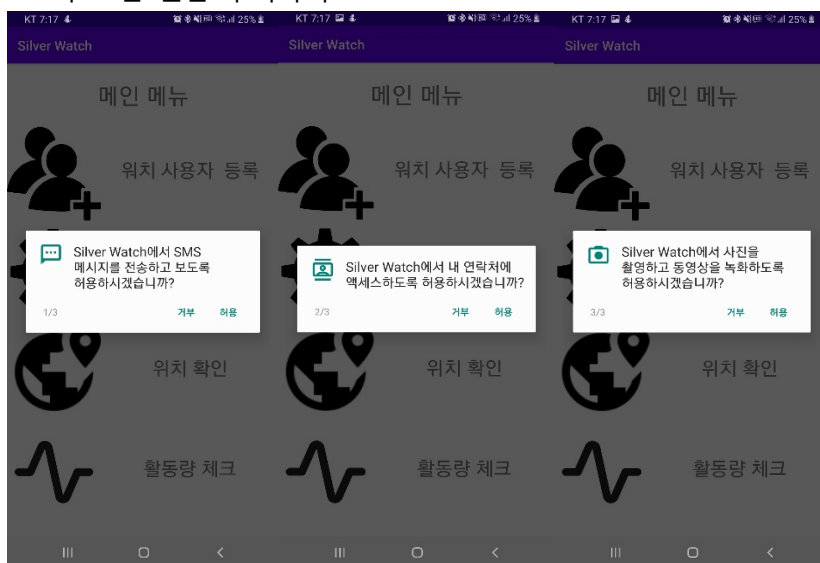 KT 7:17
25%
Silver Watch
메인 메뉴
워치 사용자 등록
Silver Watch에서 SMS
메시지를 전송하고 보도록
허용하시겠습니까?
1/3
거부 허용
위치 확인
활동량 체크
KT 7:17
25%
Silver Watch
메인 메뉴
워치 사용자 등록
Silver Watch에서 내 연락처에
액세스하도록 허용하시겠습니까?
2/3
거부 허용
위치 확인
활동량 체크
KT 7:17
25%
Silver Watch
메인 메뉴
워치 사용자 등록
Silver Watch에서 사진을
촬영하고 동영상을 녹화하도록
허용하시겠습니까?
3/3
거부 허용
위치 확인
활동량 체크